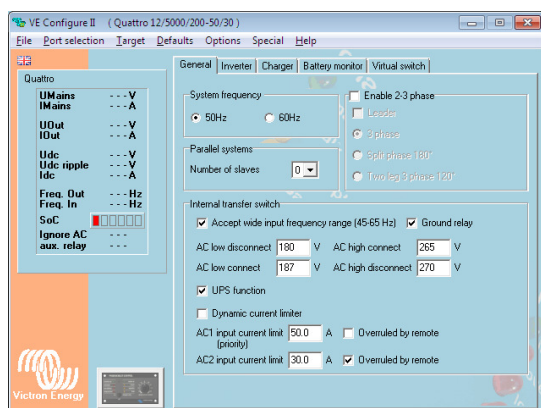 VE Configure II ( Quattro 12/5000/200-50/30 )
File Port selection Target Defaults Options Special Help
General Inverter Charger Battery monitor Virtual switch
Quattro
UMains - - - V
IMains - - - A
UOut - - - V
IOut - - - A
Udc - - - V
Udc ripple - - - V
Idc - - - A
Freq. Out - - - Hz
Freq. In - - - Hz
SoC
Ignore AC - - -
aux. relay - - -
System frequency
50Hz 60Hz
Parallel systems
Number of slaves 0
Enable 2-3 phase
Leader
3 phase
Split phase 180°
Two leg 3 phase 120°
Internal transfer switch
Accept wide input frequency range (45-65 Hz) Ground relay
AC low disconnect 180 V AC high connect 265 V
AC low connect 187 V AC high disconnect 270 V
UPS function
Dynamic current limiter
AC1 input current limit 50.0 A Overruled by remote
(priority)
AC2 input current limit 30.0 A Overruled by remote
Victron Energy